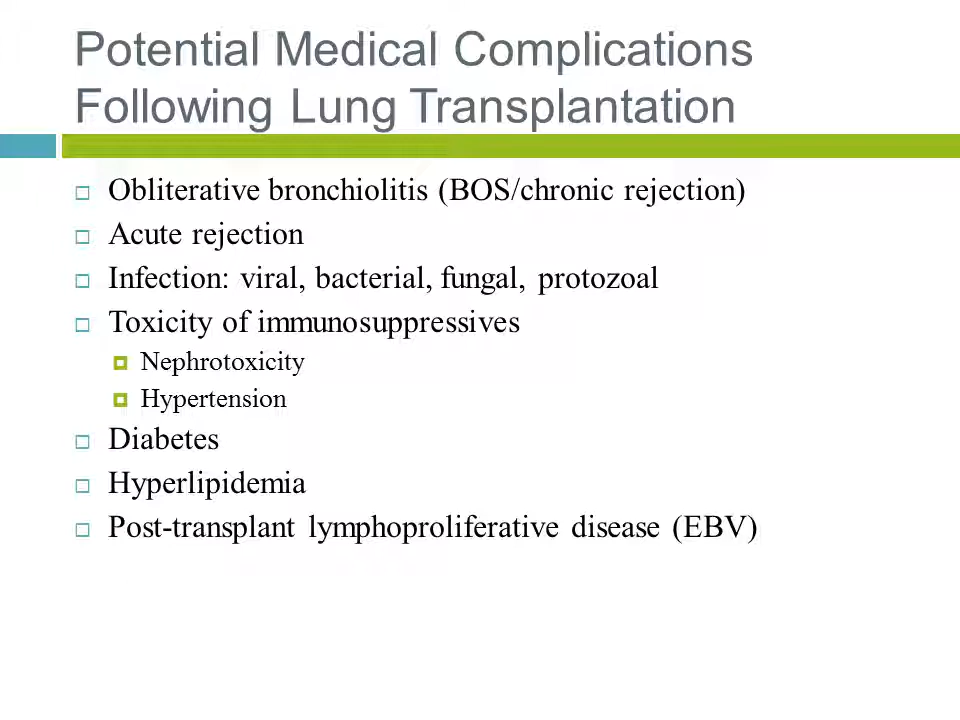 Potential Medical Complications
Following Lung Transplantation
Obliterative bronchiolitis (BOS/chronic rejection)
Acute rejection
Infection: viral, bacterial, fungal, protozoal
Toxicity of immunosuppressives
Nephrotoxicity
Hypertension
Diabetes
Hyperlipidemia
Post-transplant lymphoproliferative disease (EBV)